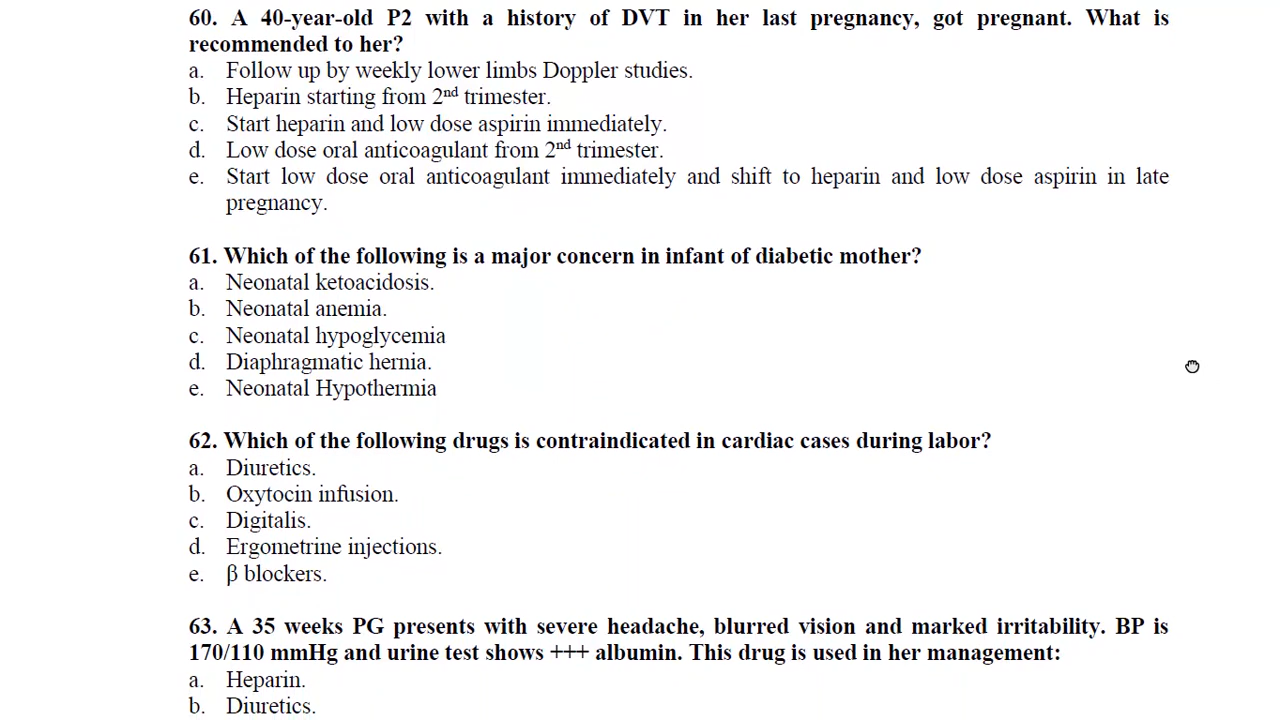 60. A 40-year-old P2 with a history of DVT in her last pregnancy, got pregnant. What is
recommended to her?
a. Follow up by weekly lower limbs Doppler studies.
b. Heparin starting from 2nd trimester.
c. Start heparin and low dose aspirin immediately.
d. Low dose oral anticoagulant from 2nd trimester.
e. Start low dose oral anticoagulant immediately and shift to heparin and low dose aspirin in late
pregnancy.
61. Which of the following is a major concern in infant of diabetic mother?
a. Neonatal ketoacidosis.
b. Neonatal anemia.
c. Neonatal hypoglycemia
d. Diaphragmatic hernia.
e. Neonatal Hypothermia
62. Which of the following drugs is contraindicated in cardiac cases during labor?
a. Diuretics.
b. Oxytocin infusion.
c. Digitalis.
d. Ergometrine injections.
e. β blockers.
63. A 35 weeks PG presents with severe headache, blurred vision and marked irritability. BP is
170/110 mmHg and urine test shows +++ albumin. This drug is used in her management:
a. Heparin.
b. Diuretics.